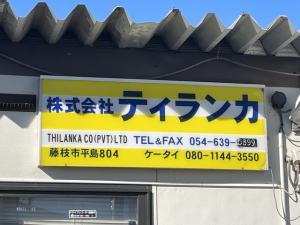 株式会社 ティランカ
THILANKA CO(PVT)LTD TEL&FAX 054-639-5899
藤枝市平島804 ケータイ 080-1144-3550